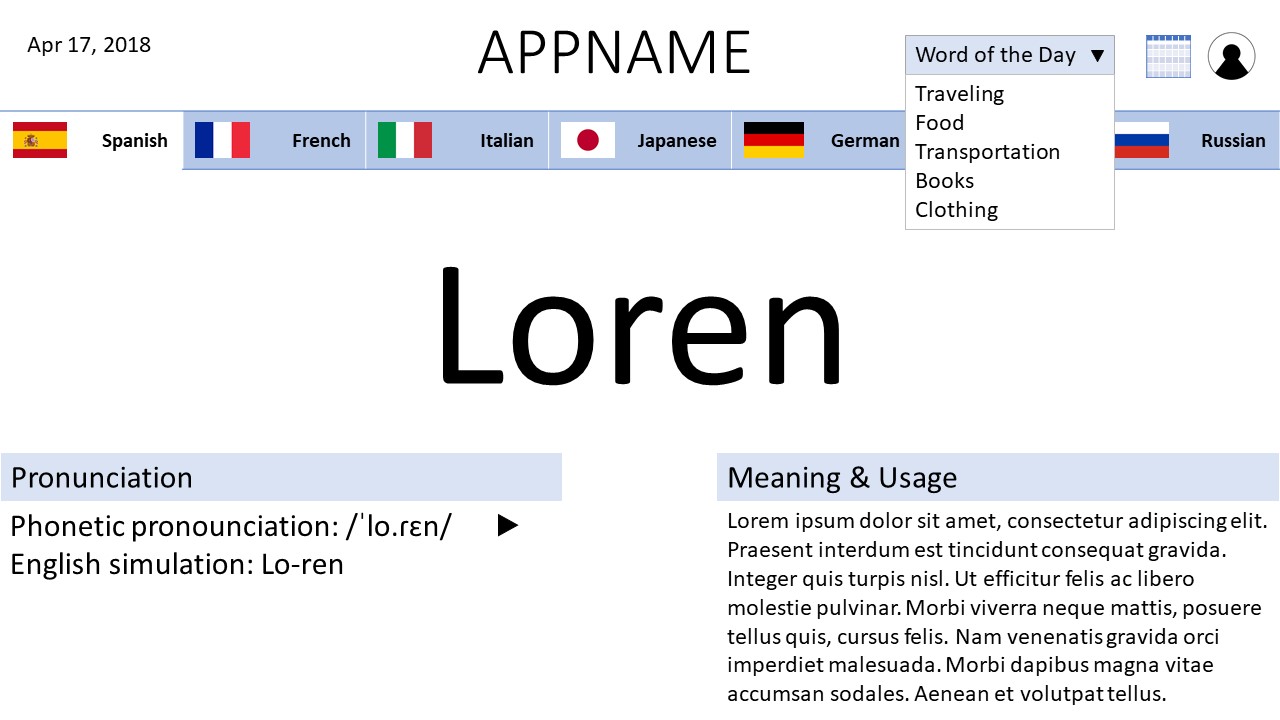 Apr 17, 2018
APPNAME
Word of the Day ▼
Traveling
Food
Transportation
Books
Clothing
Spanish
French
Italian
Japanese
German
Russian
Loren
Pronunciation
Phonetic pronounciation: /ˈlo.ɾɛn/
English simulation: Lo-ren
Meaning & Usage
Lorem ipsum dolor sit amet, consectetur adipiscing elit.
Praesent interdum est tincidunt consequat gravida.
Integer quis turpis nisl. Ut efficitur felis ac libero
molestie pulvinar. Morbi viverra neque mattis, posuere
tellus quis, cursus felis. Nam venenatis gravida orci
imperdiet malesuada. Morbi dapibus magna vitae
accumsan sodales. Aenean et volutpat tellus.